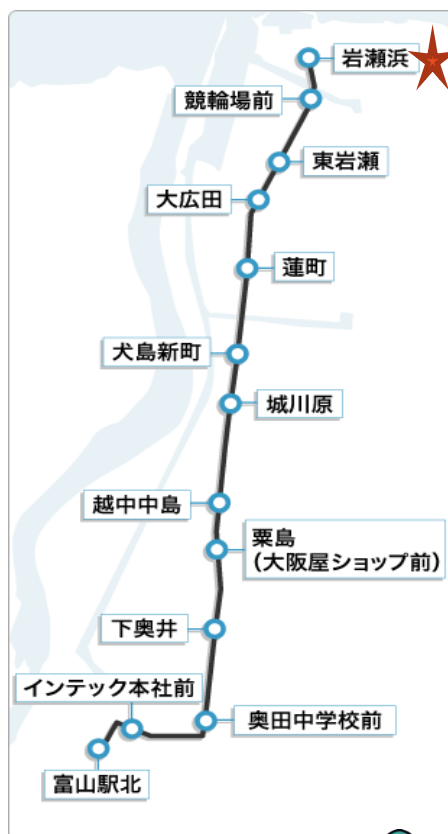 岩瀬浜
競輪場前
東岩瀬
大広田
蓮町
犬島新町
城川原
越中中島
粟島
(大阪屋ショップ前)
下奥井
インテック本社前
奥田中学校前
富山駅北